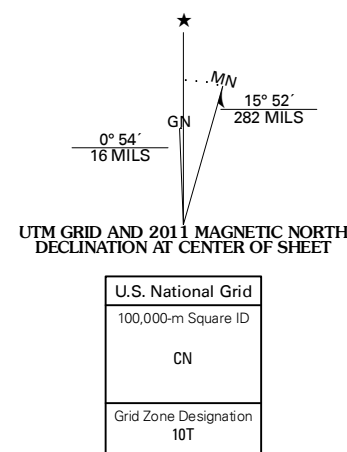 MN
GN
15° 52´
282 MILS
0° 54´
16 MILS
UTM GRID AND 2011 MAGNETIC NORTH
DECLINATION AT CENTER OF SHEET
U.S. National Grid
100,000-m Square ID
CN
Grid Zone Designation
10T